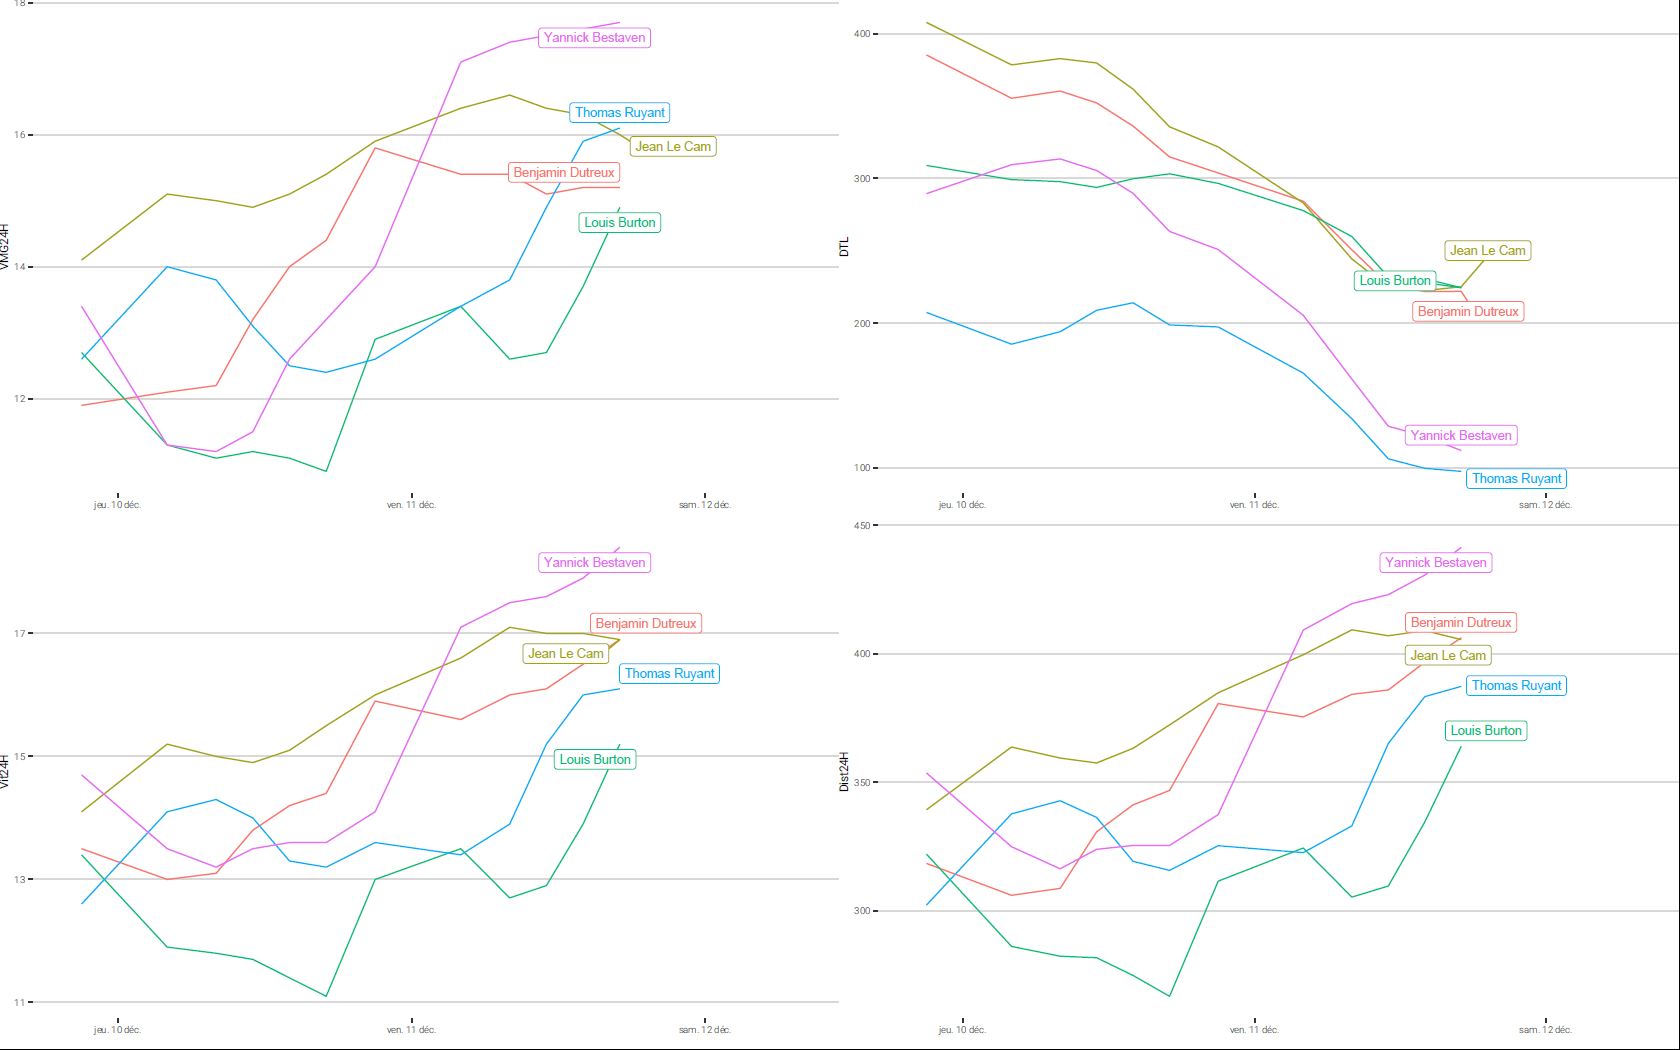 18
Yannick Bestaven
16
Thomas Ruyant
Jean Le Cam
Benjamin Dutreux
Louis Burton
14
12
VMG24H
jeu. 10 déc.
ven. 11 déc.
sam. 12 déc.
400
300
200
100
DTL
Jean Le Cam
Louis Burton
Benjamin Dutreux
Yannick Bestaven
Thomas Ruyant
jeu. 10 déc.
ven. 11 déc.
sam. 12 déc.
Yannick Bestaven
17
Benjamin Dutreux
Jean Le Cam
Thomas Ruyant
15
Louis Burton
13
11
Vit24H
jeu. 10 déc.
ven. 11 déc.
sam. 12 déc.
450
Yannick Bestaven
Benjamin Dutreux
400
Jean Le Cam
Thomas Ruyant
Louis Burton
350
300
Dist24H
jeu. 10 déc.
ven. 11 déc.
sam. 12 déc.